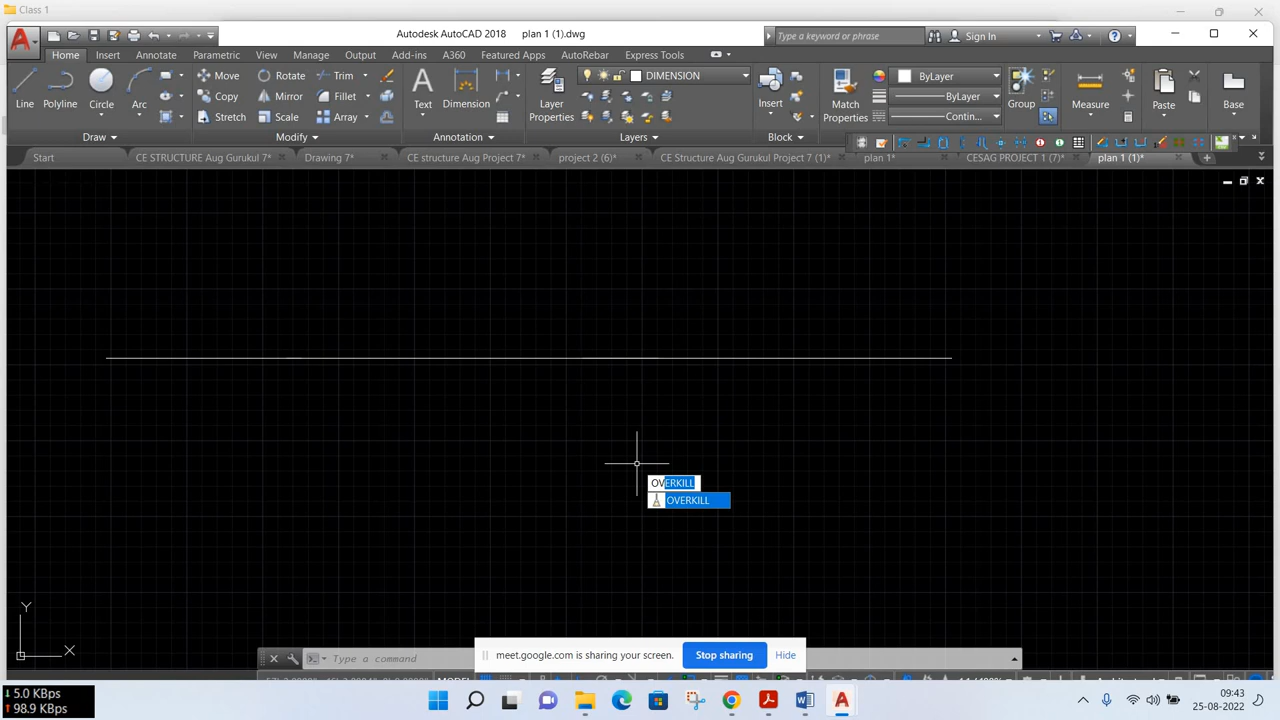 Class 1
Autodesk AutoCAD 2018 plan 1 (1).dwg
Type a keyword or phrase
Sign In
Home Insert Annotate Parametric View Manage Output Add-ins A360 Featured Apps AutoRebar Express Tools
Line
Polyline
Circle
Arc
Move
Rotate
Trim
Copy
Mirror
Fillet
Stretch
Scale
Array
Text
Dimension
Layer
Properties
DIMENSION
Insert
Match
Properties
ByLayer
ByLayer
Contin...
Group
Measure
Paste
Base
Draw
Modify
Annotation
Layers
Block
Start
CE STRUCTURE Aug Gurukul 7*
Drawing 7*
CE structure Aug Project 7*
project 2 (6)*
CE Structure Aug Gurukul Project 7 (1)*
plan 1*
CESAG PROJECT 1 (7)*
plan 1 (1)*
OVERKILL
OVERKILL
Y
X
Type a command
meet.google.com is sharing your screen.
Stop sharing
Hide
MODEL
5.0 KBps
98.9 KBps
09:43
25-08-2022